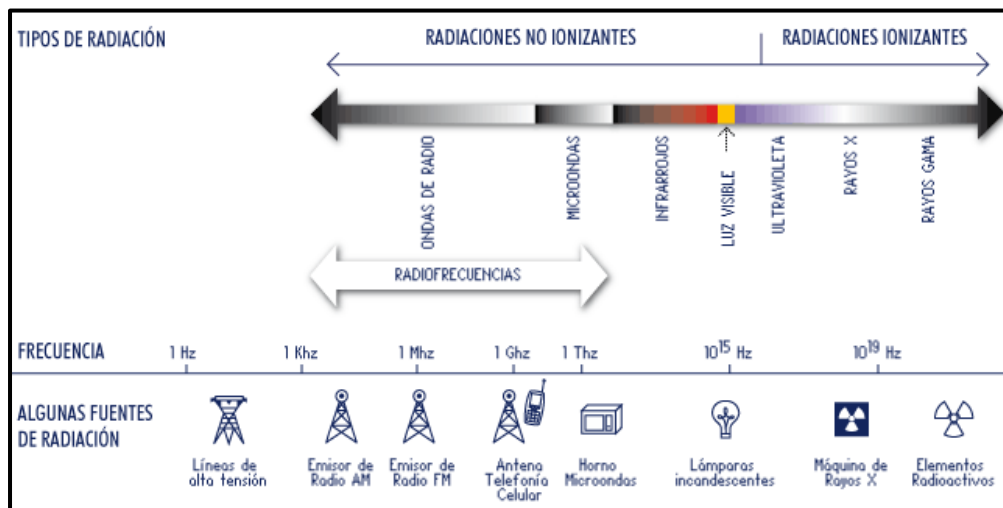 TIPOS DE RADIACIÓN
RADIACIONES NO IONIZANTES
RADIACIONES IONIZANTES
ONDAS DE RADIO
MICROONDAS
INFRARROJOS
LUZ VISIBLE
ULTRAVIOLETA
RAYOS X
RAYOS GAMA
RADIOFRECUENCIAS
FRECUENCIA
1 Hz
1 Khz
1 Mhz
1 Ghz
1 Thz
10¹⁵ Hz
10¹⁹ Hz
ALGUNAS FUENTES
DE RADIACIÓN
Líneas de
alta tensión
Emisor de
Radio AM
Emisor de
Radio FM
Antena
Telefonía
Celular
Horno
Microondas
Lámparas
incandescentes
Máquina de
Rayos X
Elementos
Radioactivos